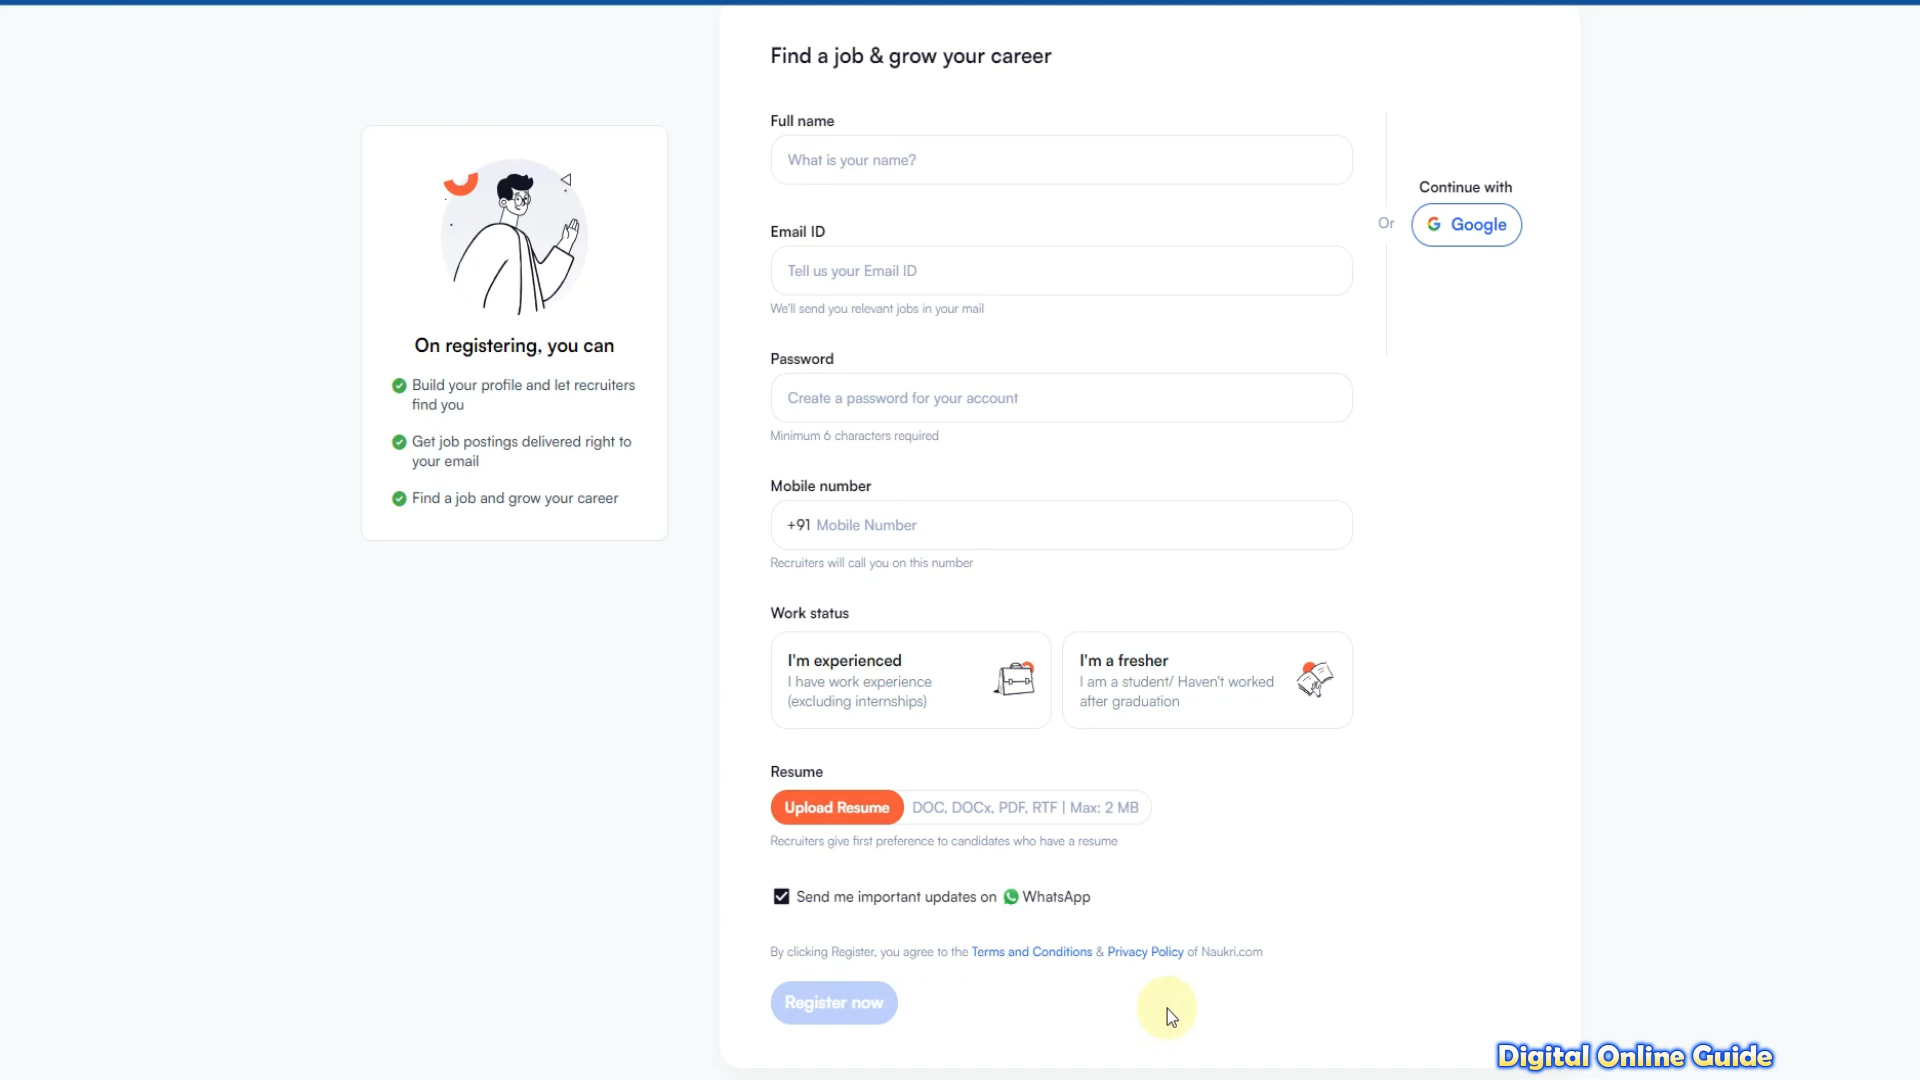 Find a job & grow your career
Full name
What is your name?
Continue with
Or
Google
Email ID
Tell us your Email ID
We'll send you relevant jobs in your mail
On registering, you can
Build your profile and let recruiters
find you
Get job postings delivered right to
your email
Find a job and grow your career
Password
Create a password for your account
Minimum 6 characters required
Mobile number
+91 Mobile Number
Recruiters will call you on this number
Work status
I'm experienced
I have work experience
(excluding internships)
I'm a fresher
I am a student/ Haven't worked
after graduation
Resume
Upload Resume DOC, DOCx, PDF, RTF | Max: 2 MB
Recruiters give first preference to candidates who have a resume
Send me important updates on WhatsApp
By clicking Register, you agree to the Terms and Conditions & Privacy Policy of Naukri.com
Register now
Digital Online Guide